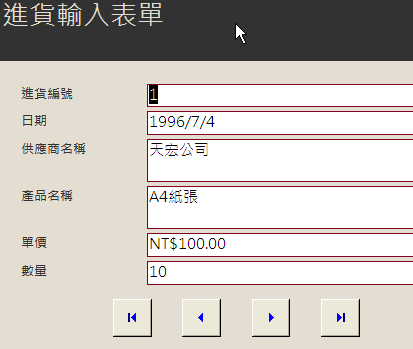 進貨輸入表單
進貨編號 1
日期 1996/7/4
供應商名稱 天宏公司
產品名稱 A4紙張
單價 NT$100.00
數量 10